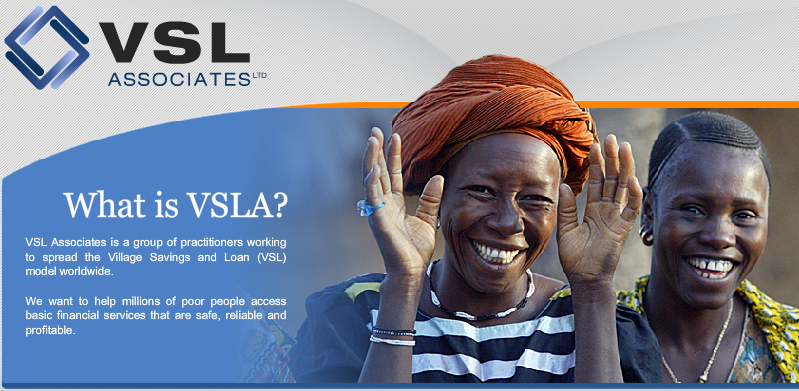 VSL
ASSOCIATES LTD
What is VSLA?
VSL Associates is a group of practitioners working
to spread the Village Savings and Loan (VSL)
model worldwide.
We want to help millions of poor people access
basic financial services that are safe, reliable and
profitable.